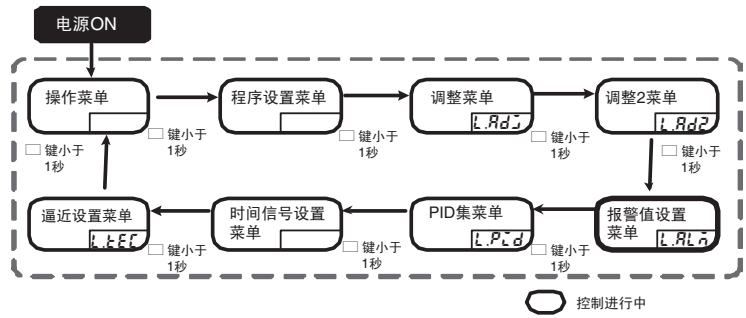 电源ON
操作菜单
程序设置菜单
调整菜单
L.AdJ
调整2菜单
L.Ad2
键小于
1秒
键小于
1秒
键小于
1秒
键小于
1秒
键小于
1秒
逼近设置菜单
L.tEC
时间信号设置
菜单
PID集菜单
L.Pid
报警值设置
菜单
L.ALm
键小于
1秒
键小于
1秒
键小于
1秒
控制进行中